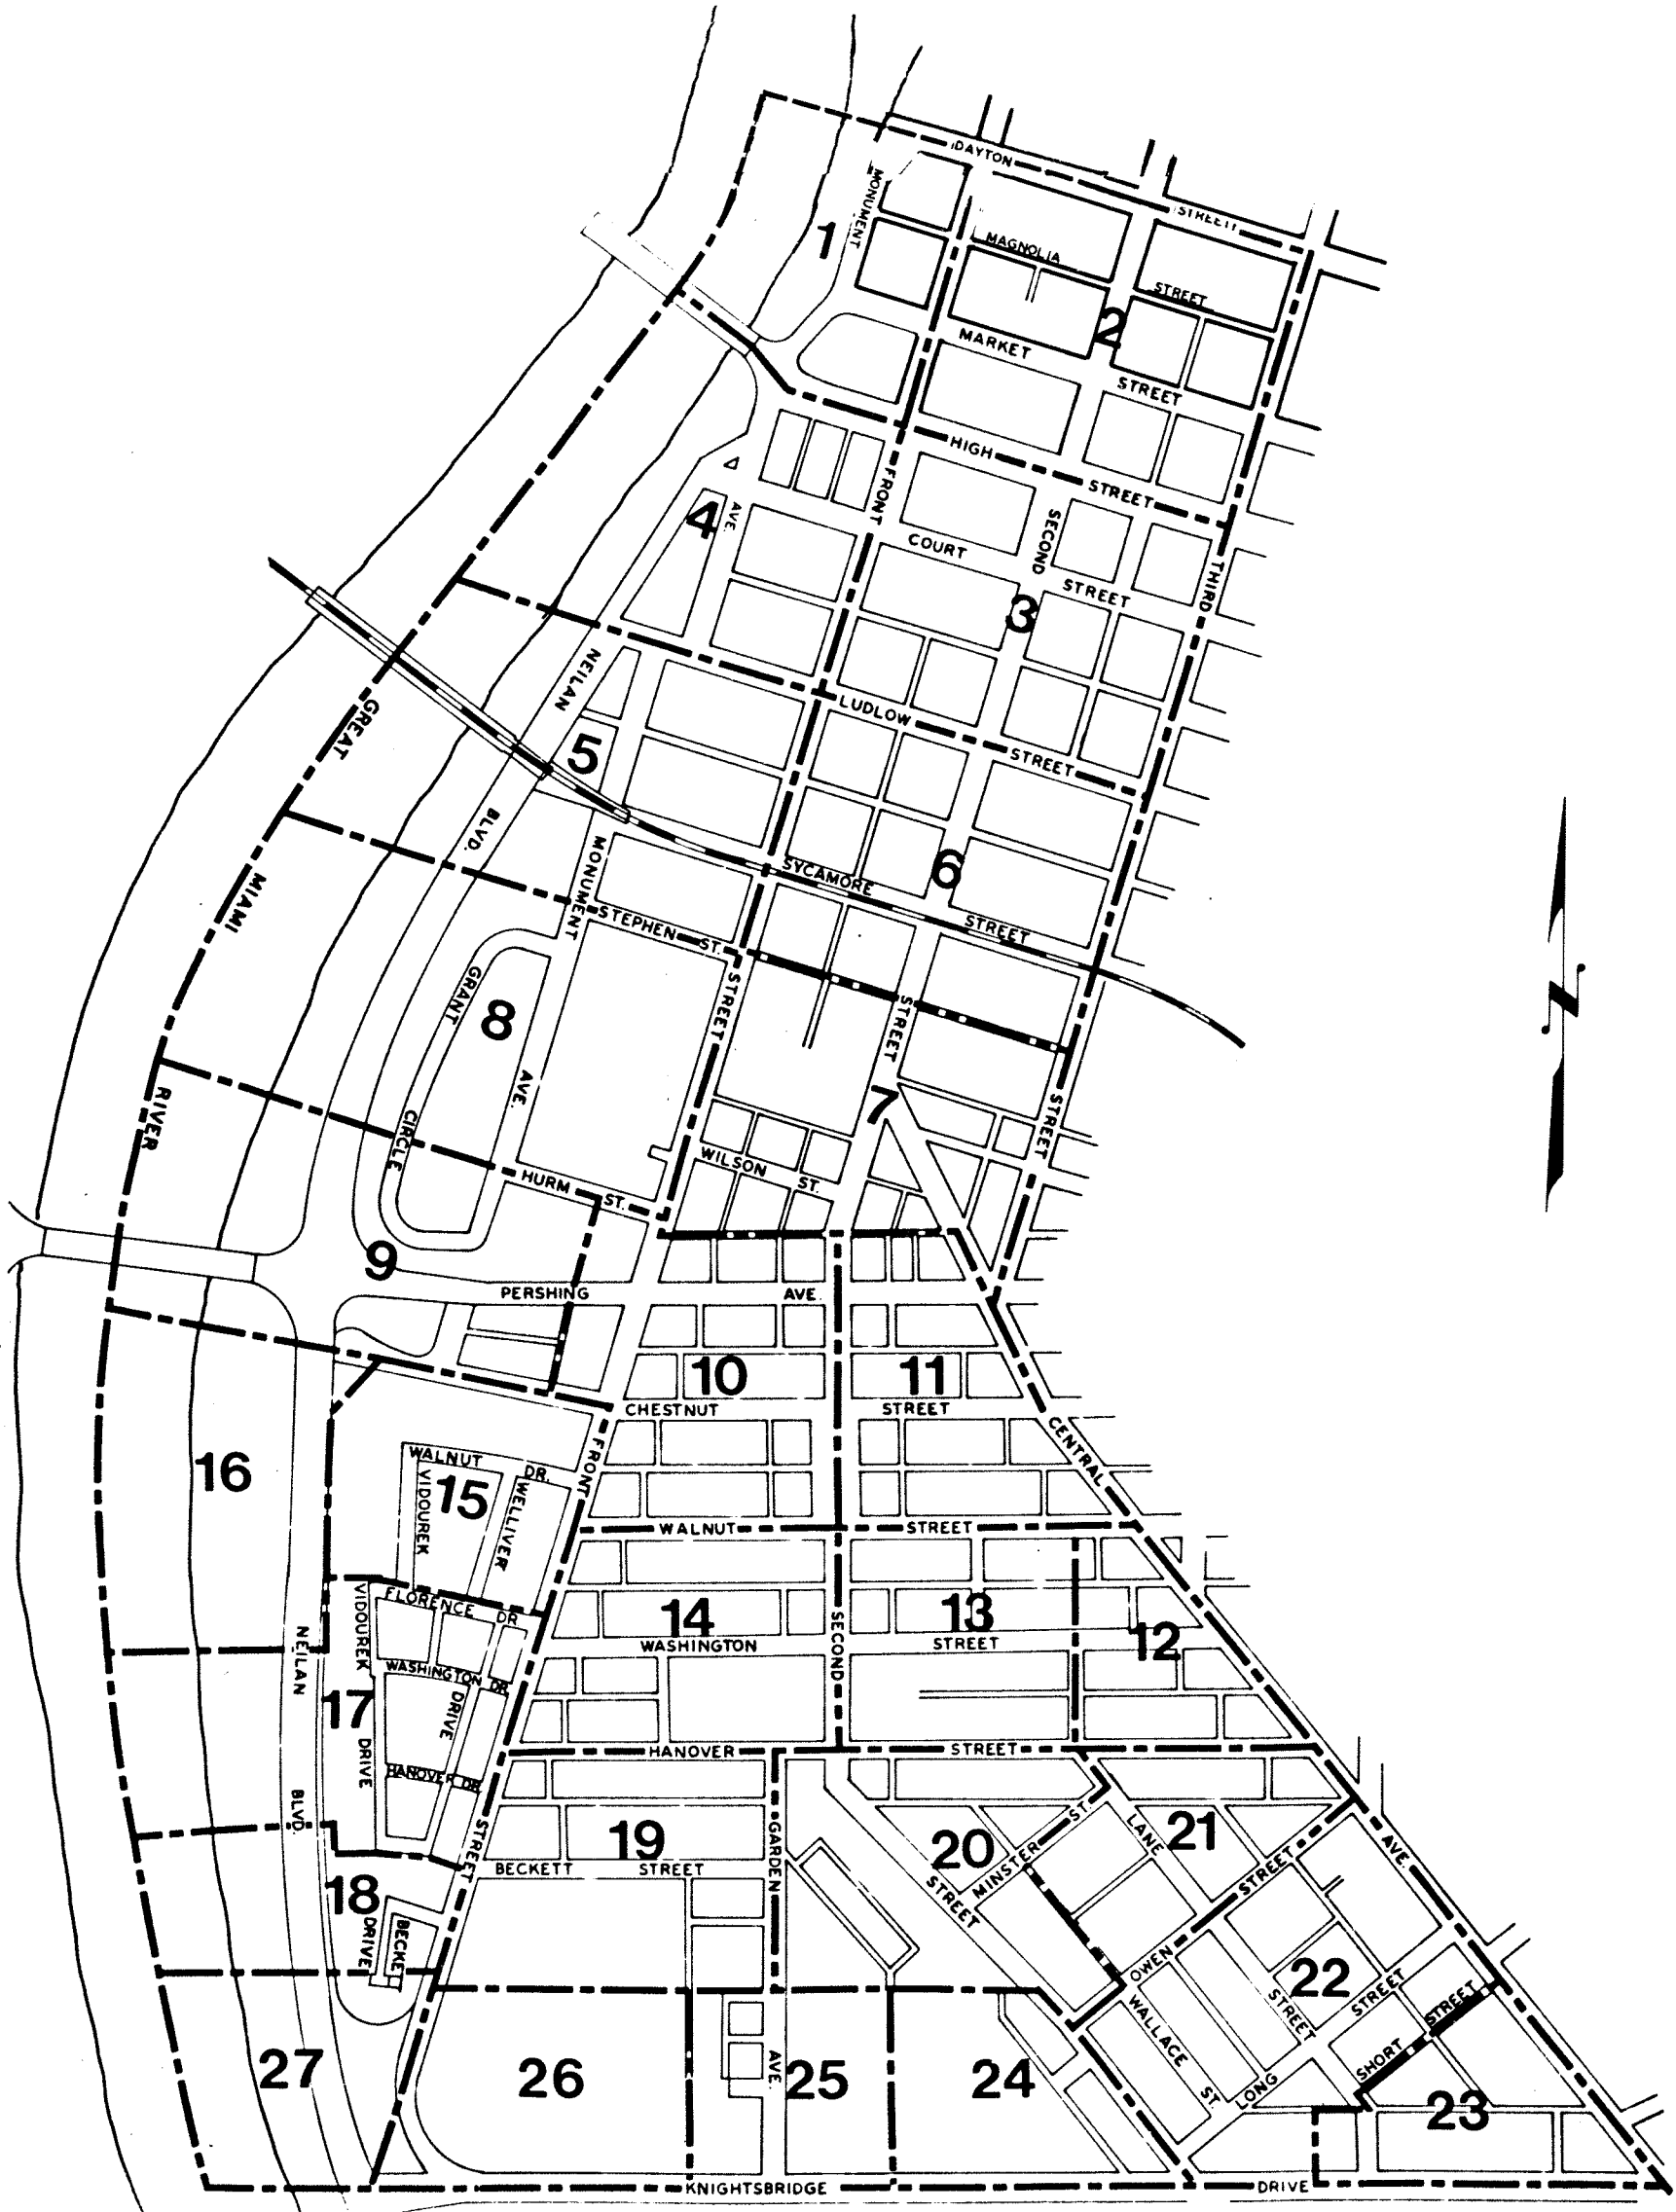 DAYTON
STREET
MONUMENT
1
MAGNOLIA
STREET
2
MARKET
STREET
HIGH
STREET
FRONT
4
AVE.
COURT
SECOND
STREET
THIRD
3
NEILAN
LUDLOW
STREET
GREAT
5
BLVD.
MONUMENT
SYCAMORE
6
STREET
MIAMI
STEPHEN ST.
GRANT
8
STREET
STREET
AVE.
7
RIVER
CIRCLE
STREET
WILSON
ST.
HURM
ST.
9
PERSHING
AVE.
10
11
CHESTNUT
STREET
CENTRAL
FRONT
16
WALNUT
DR.
VIDOUREK
15
WELLIVER
WALNUT
STREET
FLORENCE DR
VIDOUREK
14
SECOND
13
12
WASHINGTON
STREET
NEILAN
WASHINGTON DR.
17
DRIVE
DRIVE
HANOVER
STREET
HANOVER DR.
BLVD.
STREET
19
GARDEN
20
MINSTER ST.
LANE
21
AVE.
BECKETT
STREET
STREET
STREET
18
DRIVE
BECKET
OWEN
22
WALLACE
ST.
STREET
STREET
STREET
SHORT
LONG
27
26
AVE.
25
24
23
KNIGHTSBRIDGE
DRIVE
N